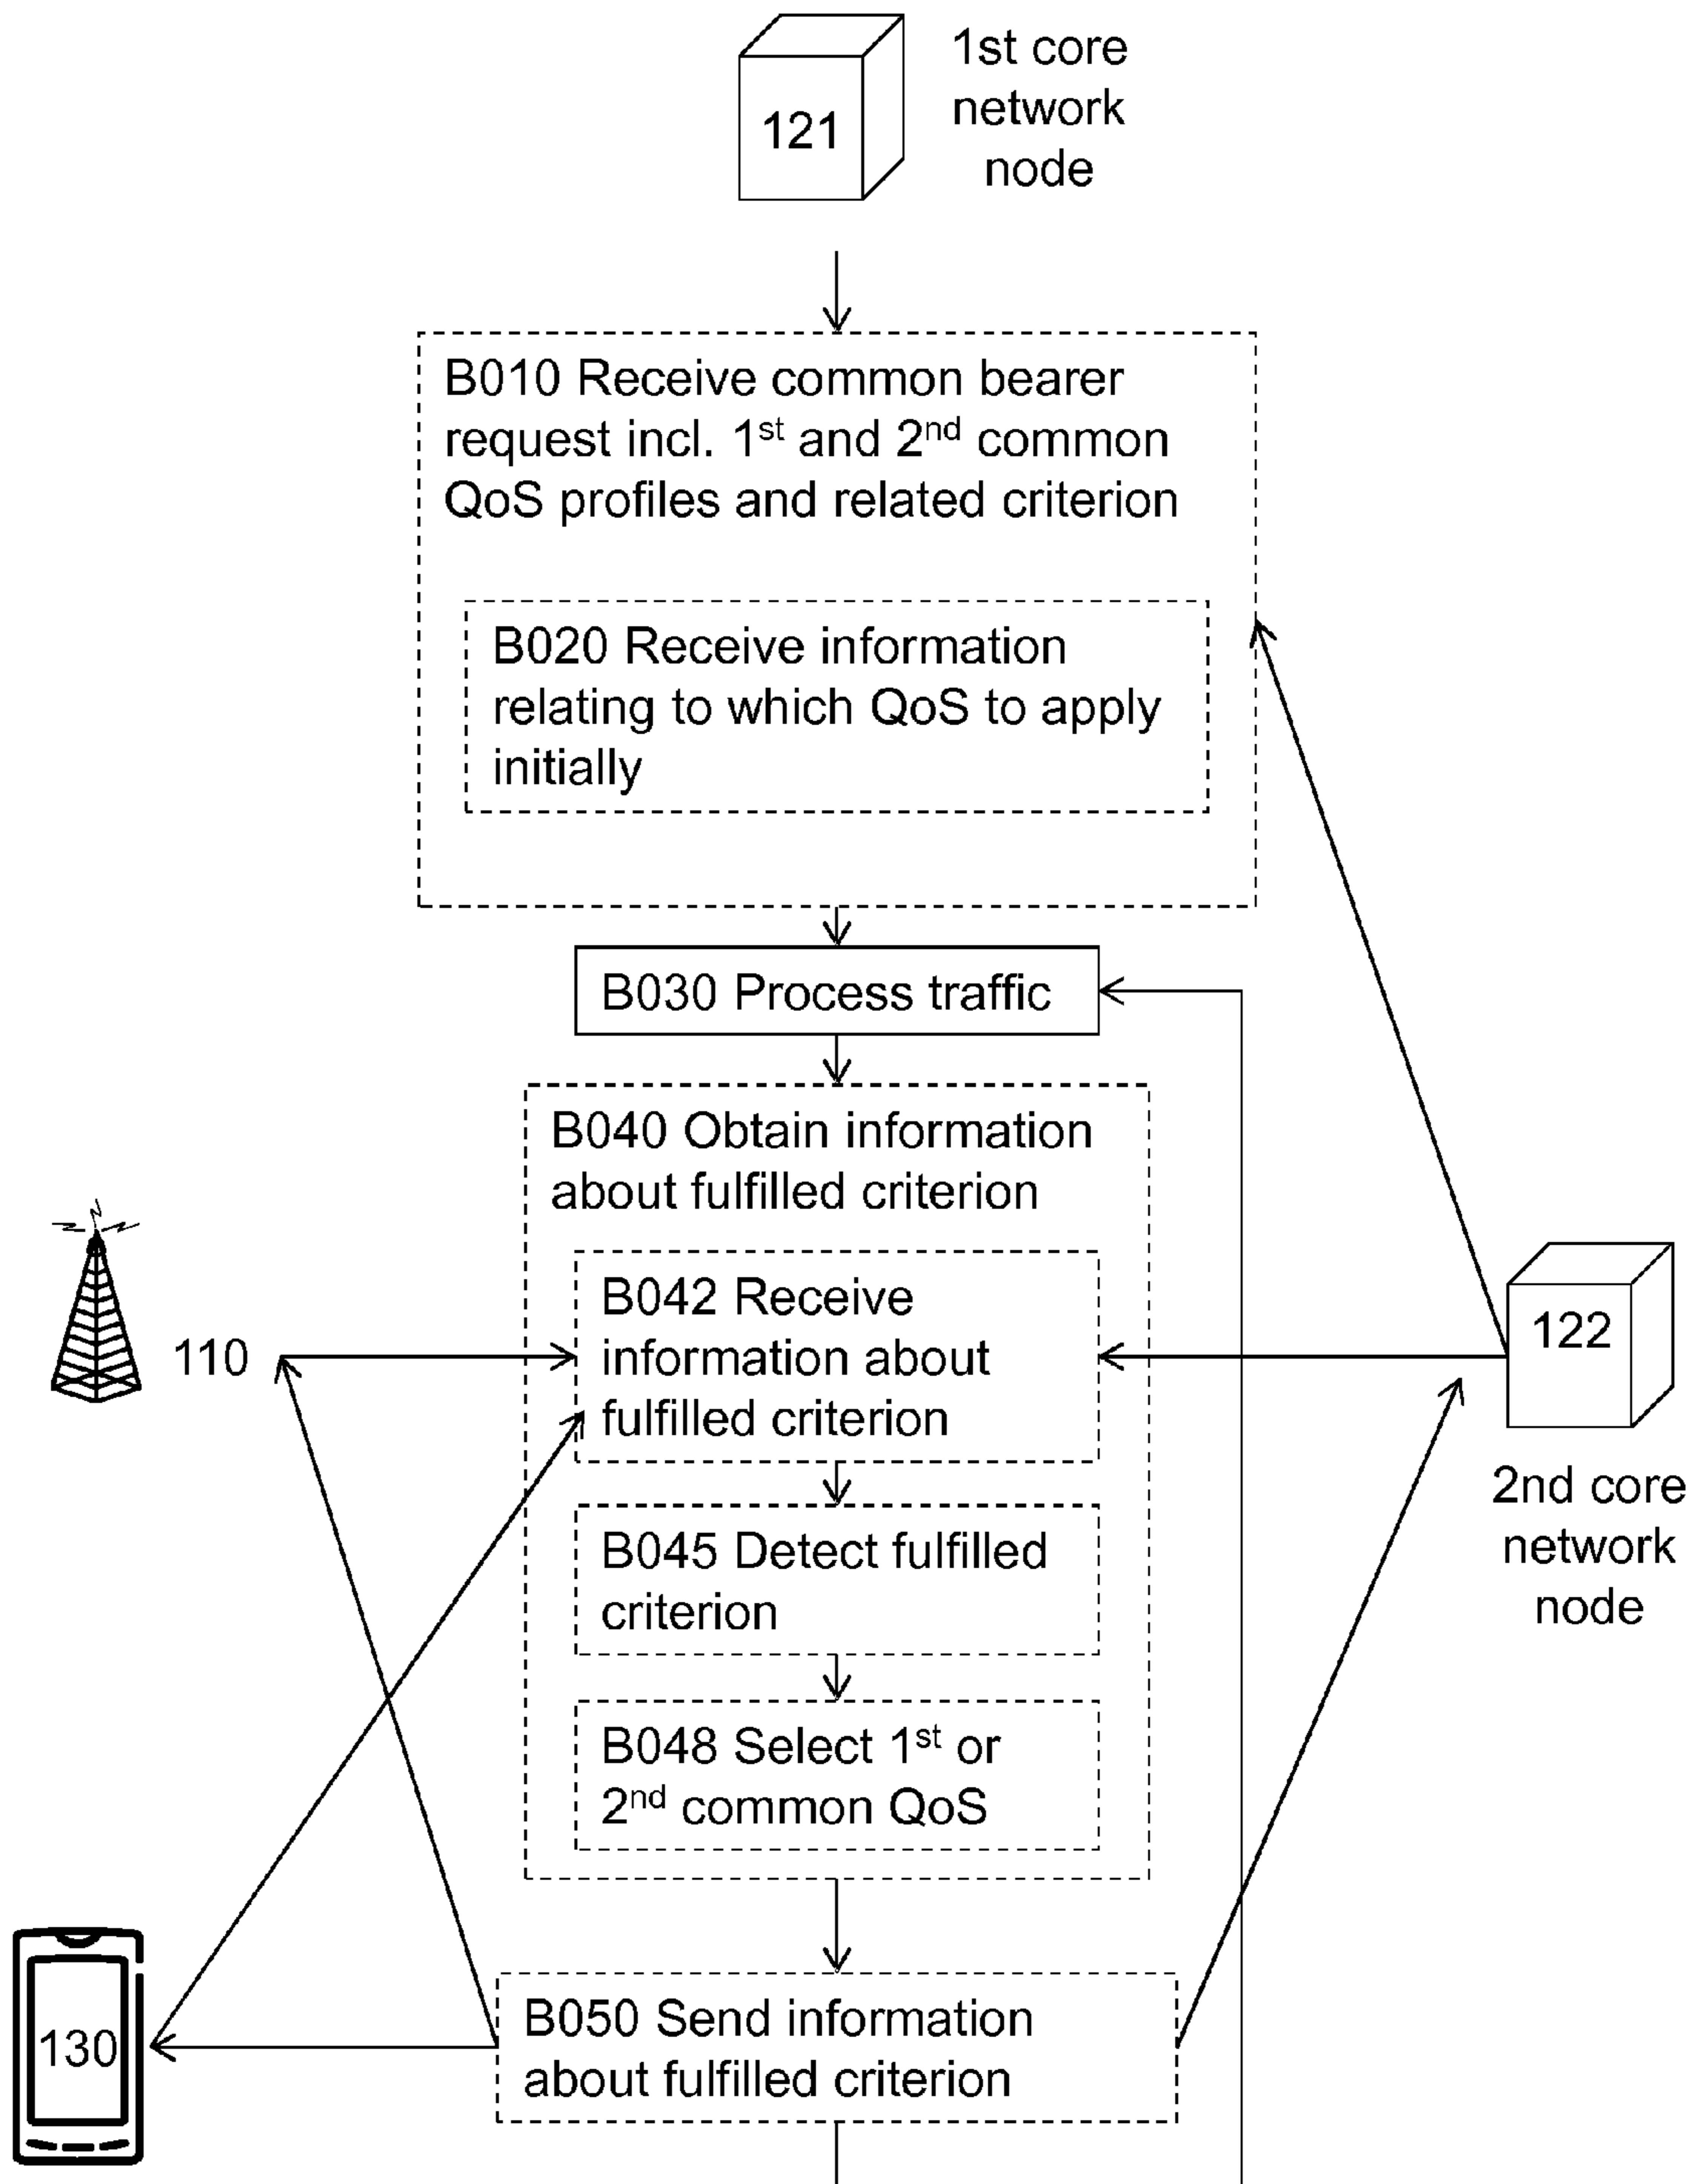 121
1st core
network
node
B010 Receive common bearer
request incl. 1st and 2nd common
QoS profiles and related criterion
B020 Receive information
relating to which QoS to apply
initially
B030 Process traffic
B040 Obtain information
about fulfilled criterion
B042 Receive
information about
fulfilled criterion
110
122
2nd core
network
node
B045 Detect fulfilled
criterion
B048 Select 1st or
2nd common QoS
130
B050 Send information
about fulfilled criterion